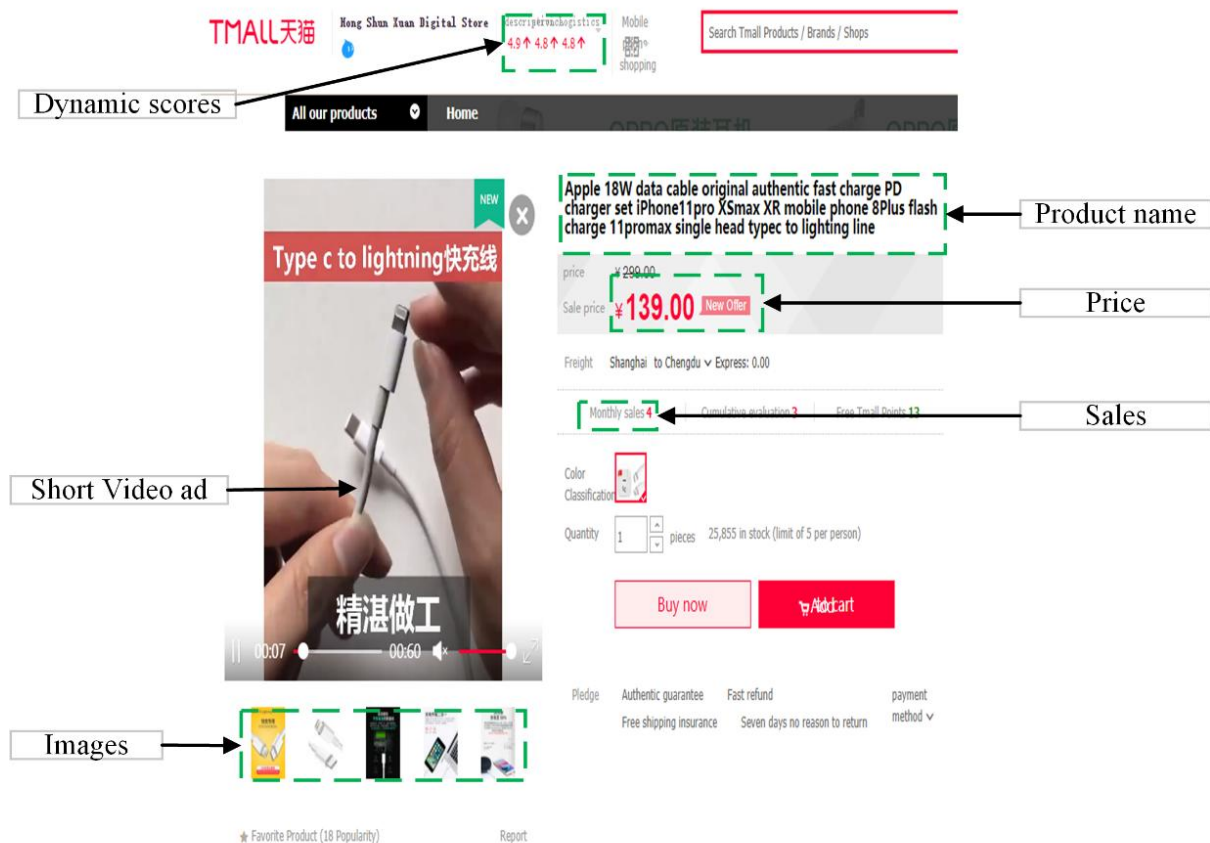 TMALL天猫
Hong Shun Xuan Digital Store
4.9↑ 4.8↑ 4.8↑
Mobile
shopping
Search Tmall Products / Brands / Shops
Dynamic scores
All our products
Home
NEW
Type c to lightning快充线
精湛做工
00:07
00:60
Short Video ad
Images
Apple 18W data cable original authentic fast charge PD
charger set iPhone11pro XSmax XR mobile phone 8Plus flash
charge 11promax single head typec to lighting line
Product name
price ¥ 299.00
Sale price ¥ 139.00 New Offer
Price
Freight Shanghai to Chengdu Express: 0.00
Monthly sales 4 Cumulative evaluation 3 Free Tmall Points 13
Sales
Color
Classification
Quantity 1 pieces 25,855 in stock (limit of 5 per person)
Buy now
cart
Pledge Authentic guarantee Fast refund payment
Free shipping insurance Seven days no reason to return method
Favorite Product (18 Popularity) Report